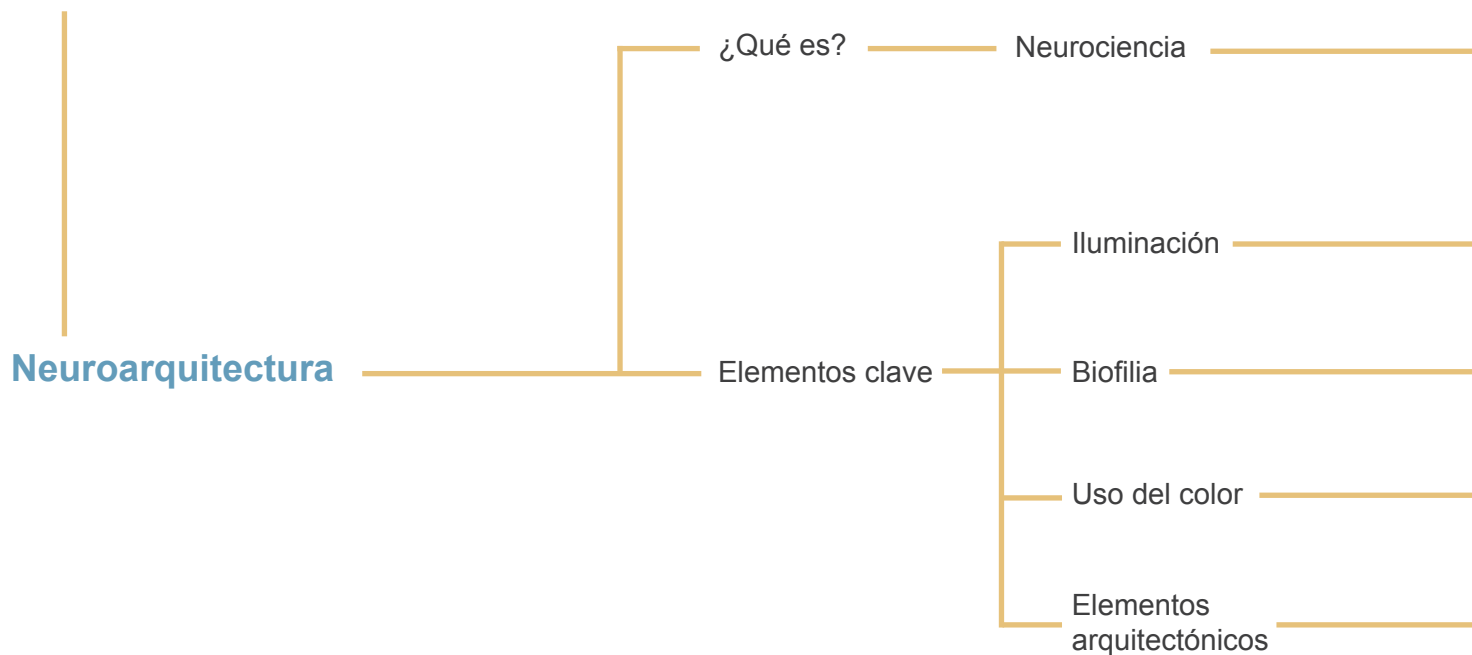 ¿Qué es?
Neurociencia
Iluminación
Neuroarquitectura
Elementos clave
Biofilia
Uso del color
Elementos
arquitectónicos